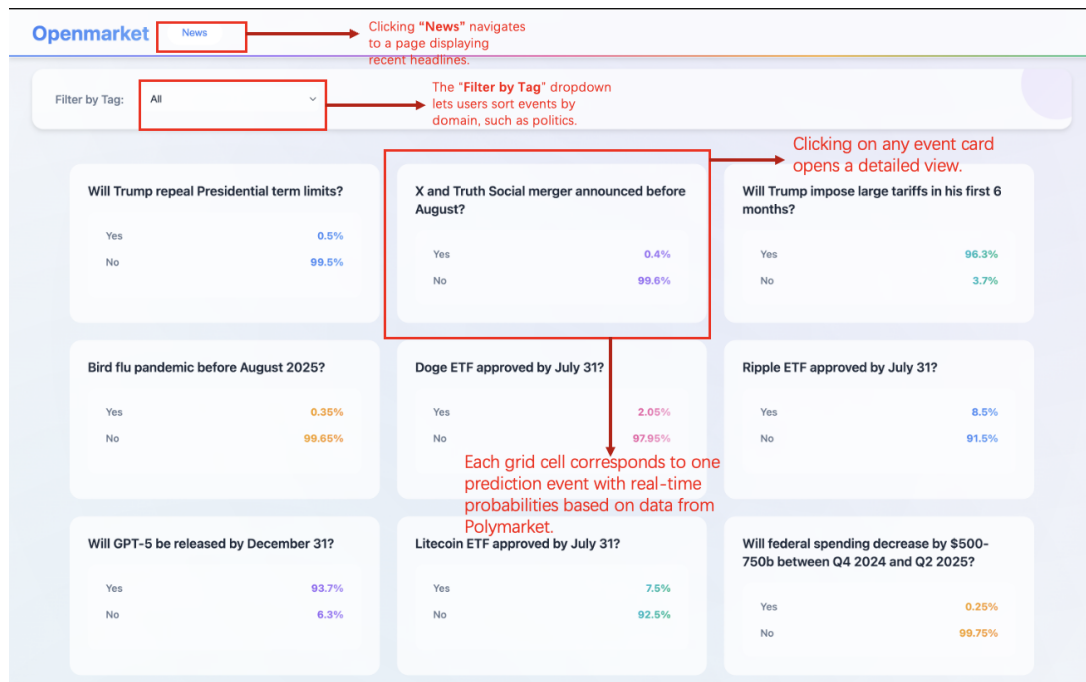 Openmarket
News
Clicking "News" navigates
to a page displaying
recent headlines.
Filter by Tag:
All
The "Filter by Tag" dropdown
lets users sort events by
domain, such as politics.
Clicking on any event card
opens a detailed view.
Will Trump repeal Presidential term limits?
Yes 0.5%
No 99.5%
X and Truth Social merger announced before
August?
Yes 0.4%
No 99.6%
Will Trump impose large tariffs in his first 6
months?
Yes 96.3%
No 3.7%
Bird flu pandemic before August 2025?
Yes 0.35%
No 99.65%
Doge ETF approved by July 31?
Yes 2.05%
No 97.95%
Ripple ETF approved by July 31?
Yes 8.5%
No 91.5%
Each grid cell corresponds to one
prediction event with real-time
probabilities based on data from
Polymarket.
Will GPT-5 be released by December 31?
Yes 93.7%
No 6.3%
Litecoin ETF approved by July 31?
Yes 7.5%
No 92.5%
Will federal spending decrease by $500-
750b between Q4 2024 and Q2 2025?
Yes 0.25%
No 99.75%